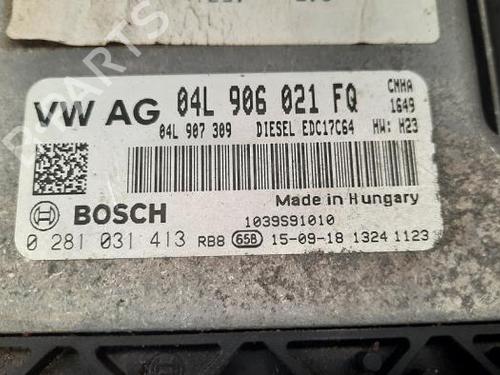 VW AG 04L 906 021 FQ CMHA
1649
04L 907 309 DIESEL EDC17C64 HW: H23
Made in Hungary
BOSCH 1039S91010
0 281 031 413 RB8 658 15-09-18 1324 1123